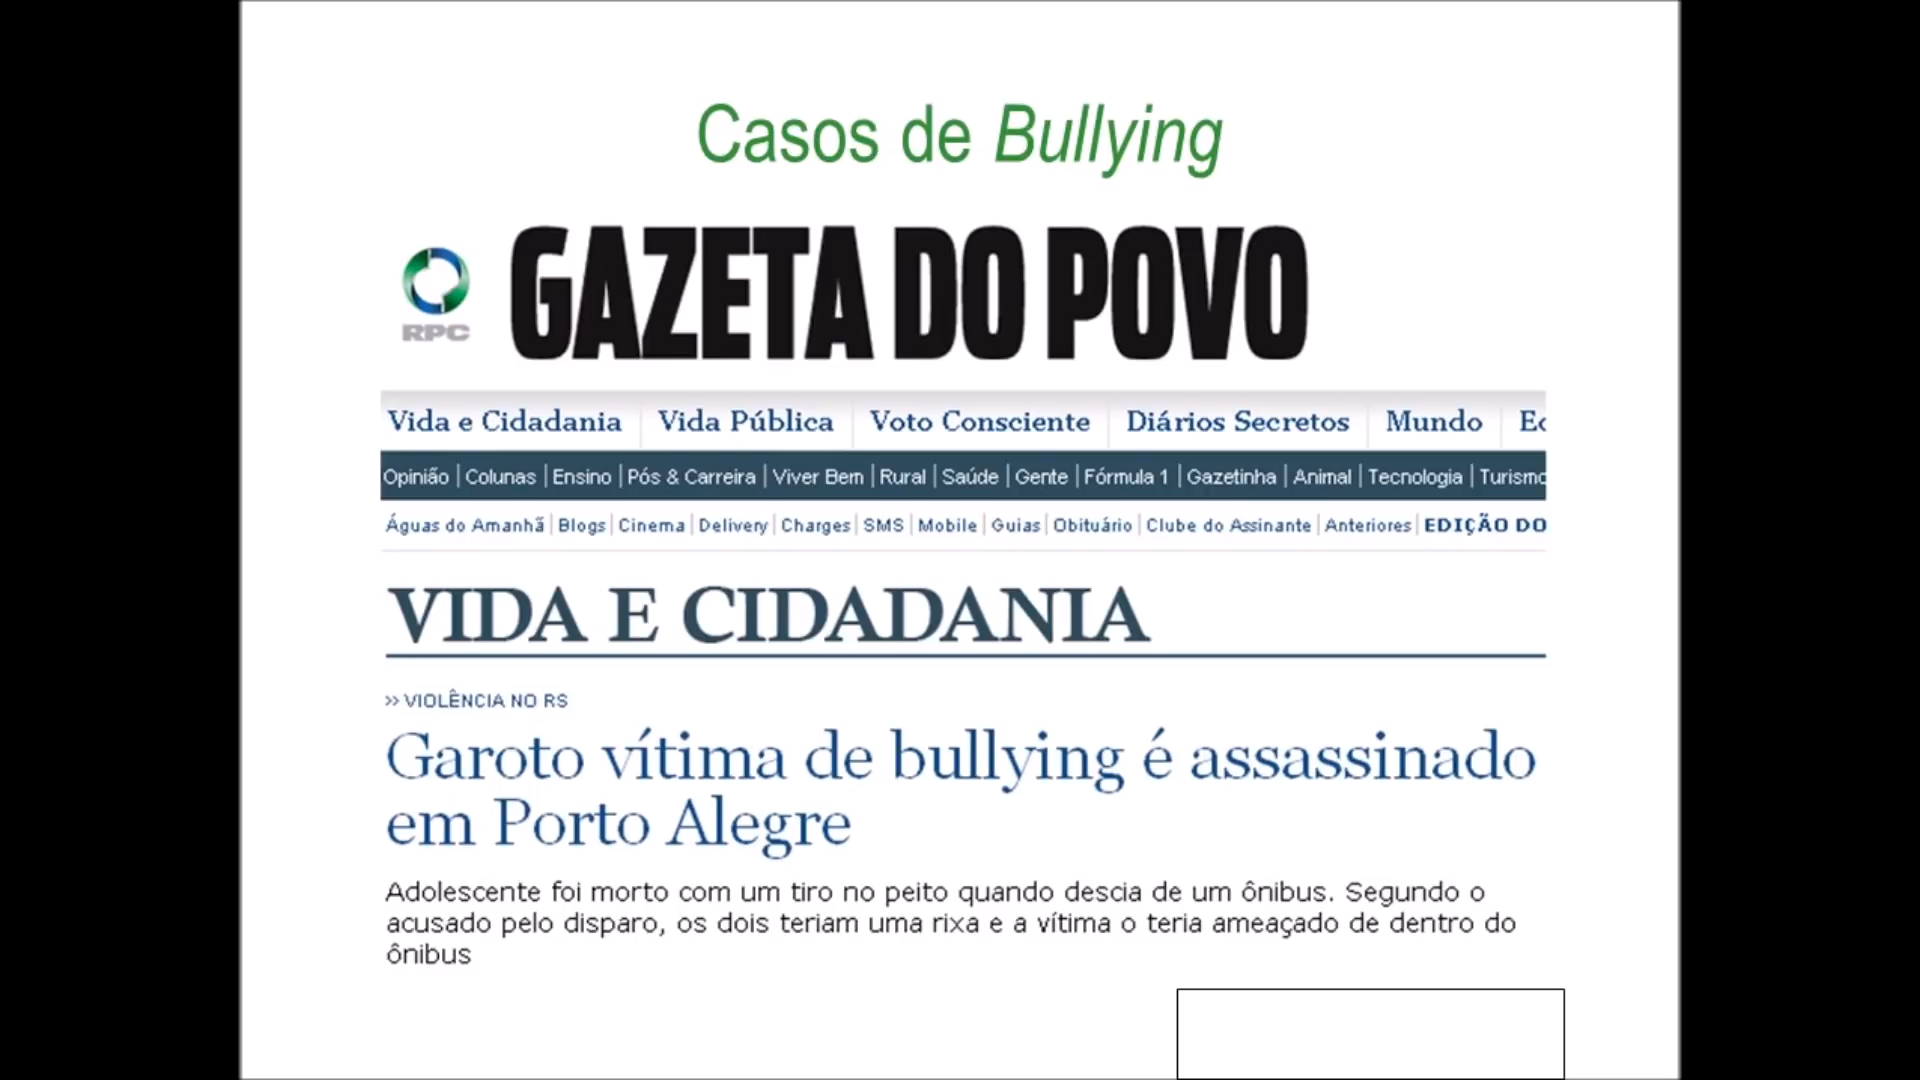 Casos de Bullying
RPC
GAZETA DO POVO
Vida e Cidadania | Vida Pública | Voto Consciente | Diários Secretos | Mundo | Ec
Opinião | Colunas | Ensino | Pós & Carreira | Viver Bem | Rural | Saúde | Gente | Fórmula 1 | Gazetinha | Animal | Tecnologia | Turismo
Águas do Amanhã | Blogs | Cinema | Delivery | Charges | SMS | Mobile | Guias | Obituário | Clube do Assinante | Anteriores | EDIÇÃO DO
VIDA E CIDADANIA
>> VIOLÊNCIA NO RS
Garoto vítima de bullying é assassinado
em Porto Alegre
Adolescente foi morto com um tiro no peito quando descia de um ônibus. Segundo o
acusado pelo disparo, os dois teriam uma rixa e a vítima o teria ameaçado de dentro do
ônibus